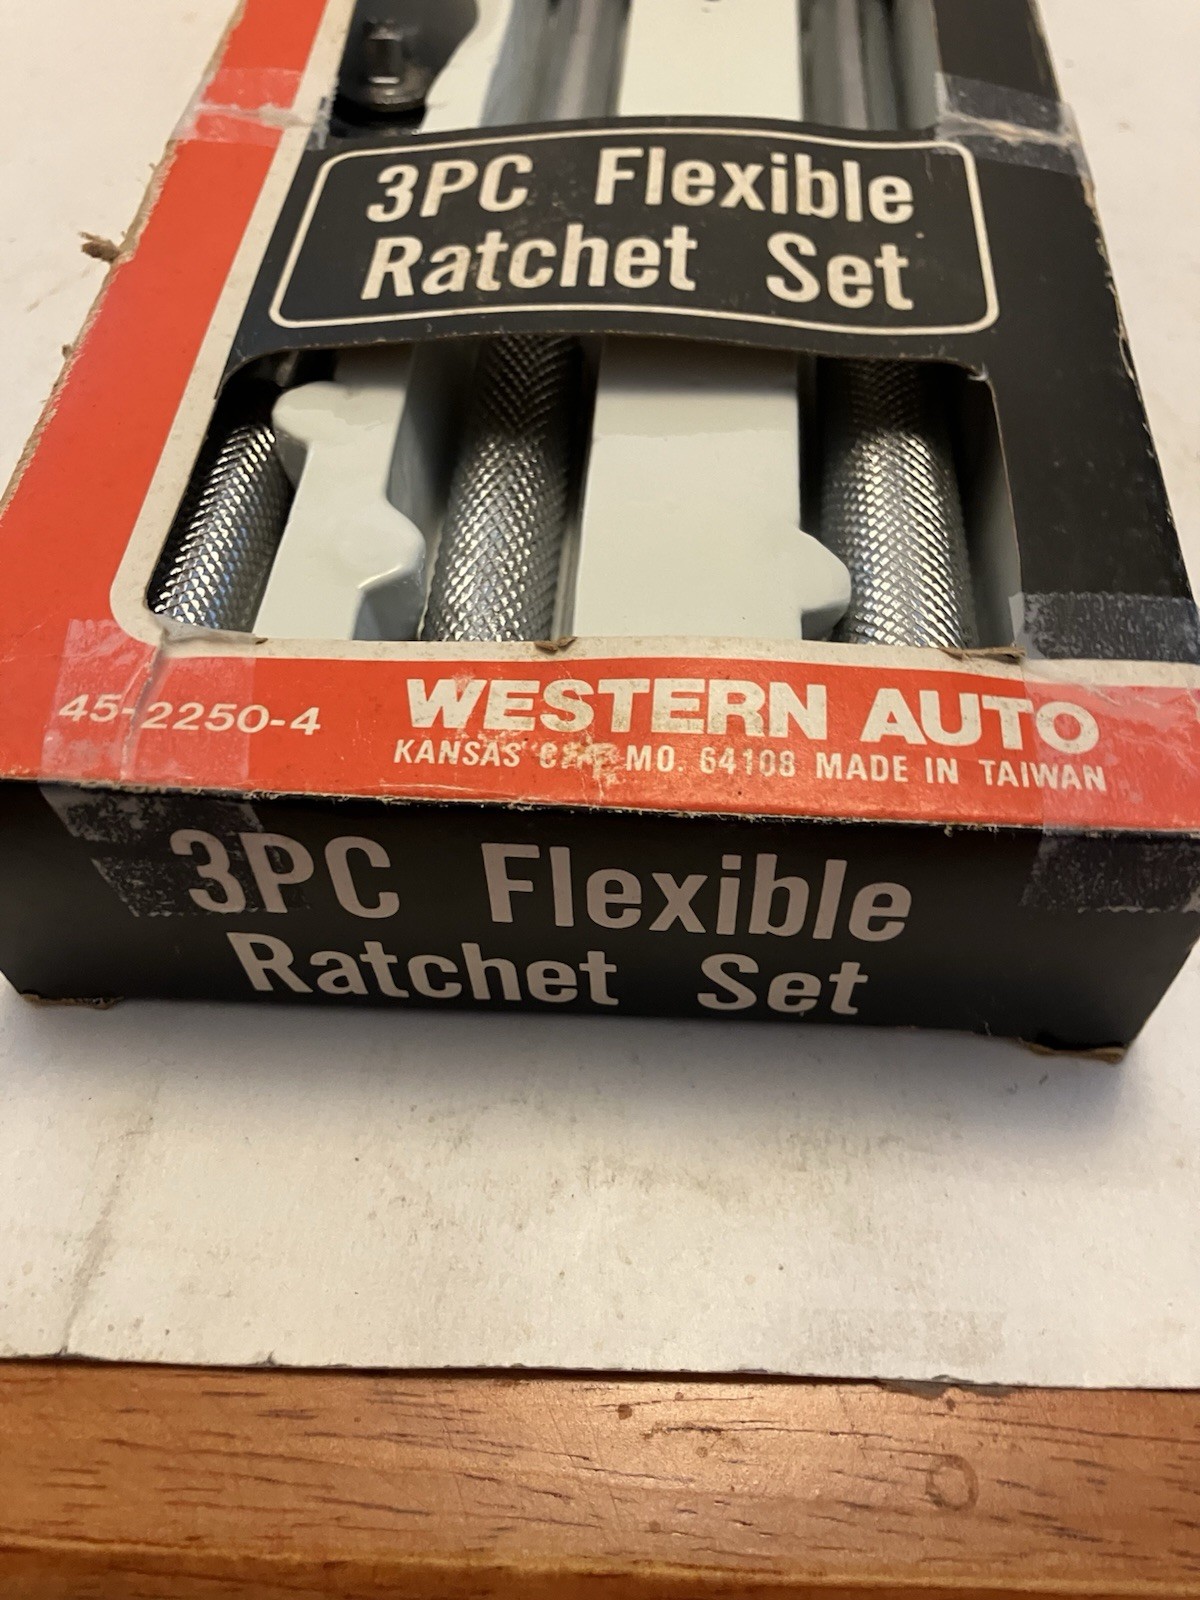 3PC Flexible
Ratchet Set
45-2250-4
WESTERN AUTO
KANSAS MO. 64108 MADE IN TAIWAN
3PC Flexible
Ratchet Set